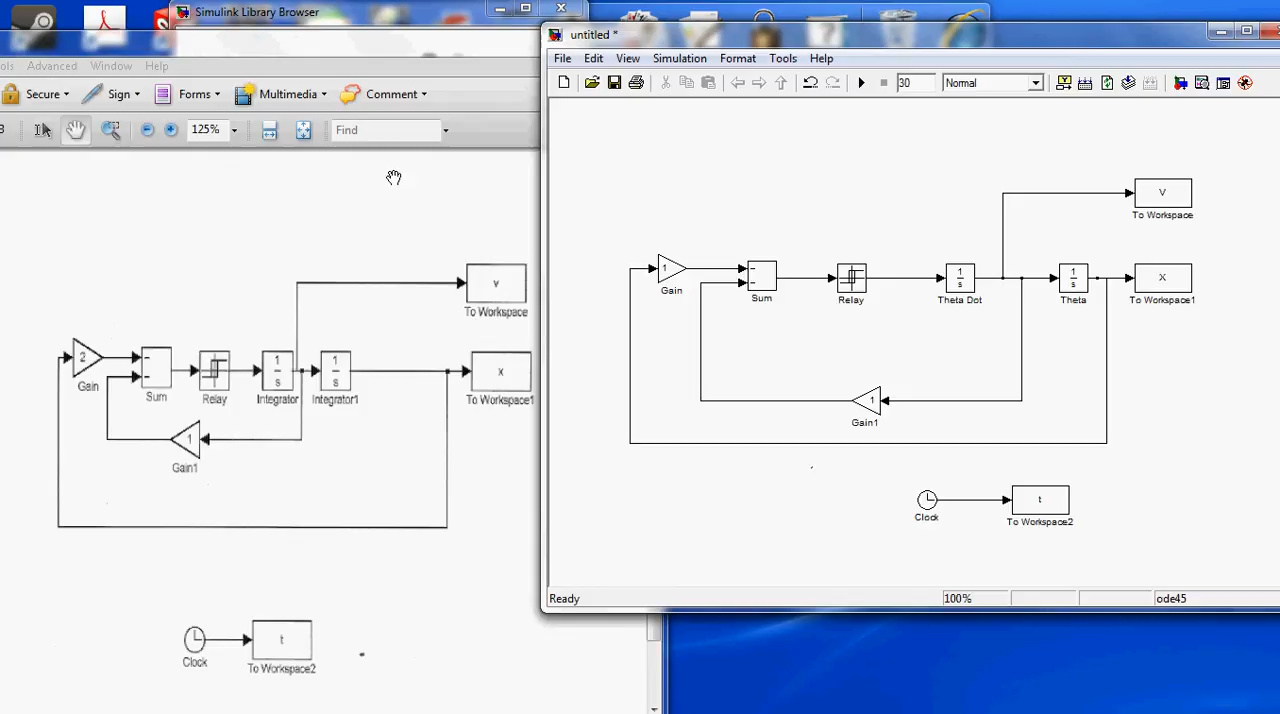 Simulink Library Browser
Advanced Window Help
Secure Sign Forms Multimedia Comment
125% Find
v
To Workspace
2
Gain
Sum
Relay
1
s
Integrator
1
s
Integrator1
x
To Workspace1
1
Gain1
Clock
t
To Workspace2
untitled *
File Edit View Simulation Format Tools Help
30 Normal
V
To Workspace
1
Gain
Sum
Relay
1
s
Theta Dot
1
s
Theta
X
To Workspace1
1
Gain1
Clock
t
To Workspace2
Ready 100% ode45